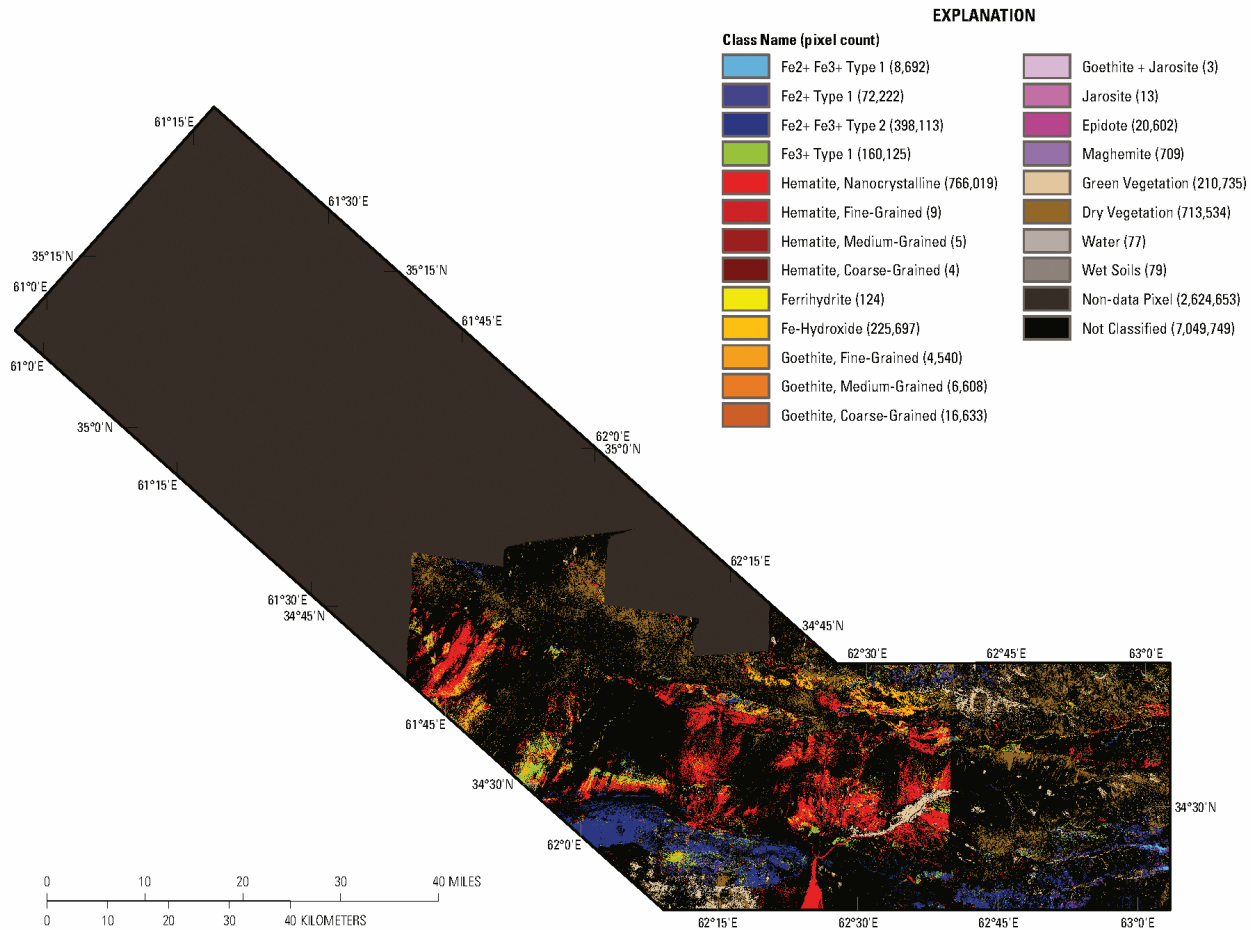 EXPLANATION
Class Name (pixel count)
Fe2+ Fe3+ Type 1 (8,692)
Fe2+ Type 1 (72,222)
Fe2+ Fe3+ Type 2 (398,113)
Fe3+ Type 1 (160,125)
Hematite, Nanocrystalline (766,019)
Hematite, Fine-Grained (9)
Hematite, Medium-Grained (5)
Hematite, Coarse-Grained (4)
Ferrihydrite (124)
Fe-Hydroxide (225,697)
Goethite, Fine-Grained (4,540)
Goethite, Medium-Grained (6,608)
Goethite, Coarse-Grained (16,633)
Goethite + Jarosite (3)
Jarosite (13)
Epidote (20,602)
Maghemite (709)
Green Vegetation (210,735)
Dry Vegetation (713,534)
Water (77)
Wet Soils (79)
Non-data Pixel (2,624,653)
Not Classified (7,049,749)
61°15'E
61°30'E
35°15'N
35°15'N
61°0'E
61°45'E
61°0'E
35°0'N
62°0'E
35°0'N
61°15'E
62°15'E
61°30'E
34°45'N
34°45'N
62°30'E
62°45'E
63°0'E
61°45'E
34°30'N
34°30'N
62°0'E
0 10 20 30 40 MILES
0 10 20 30 40 KILOMETERS
62°15'E
62°30'E
62°45'E
63°0'E